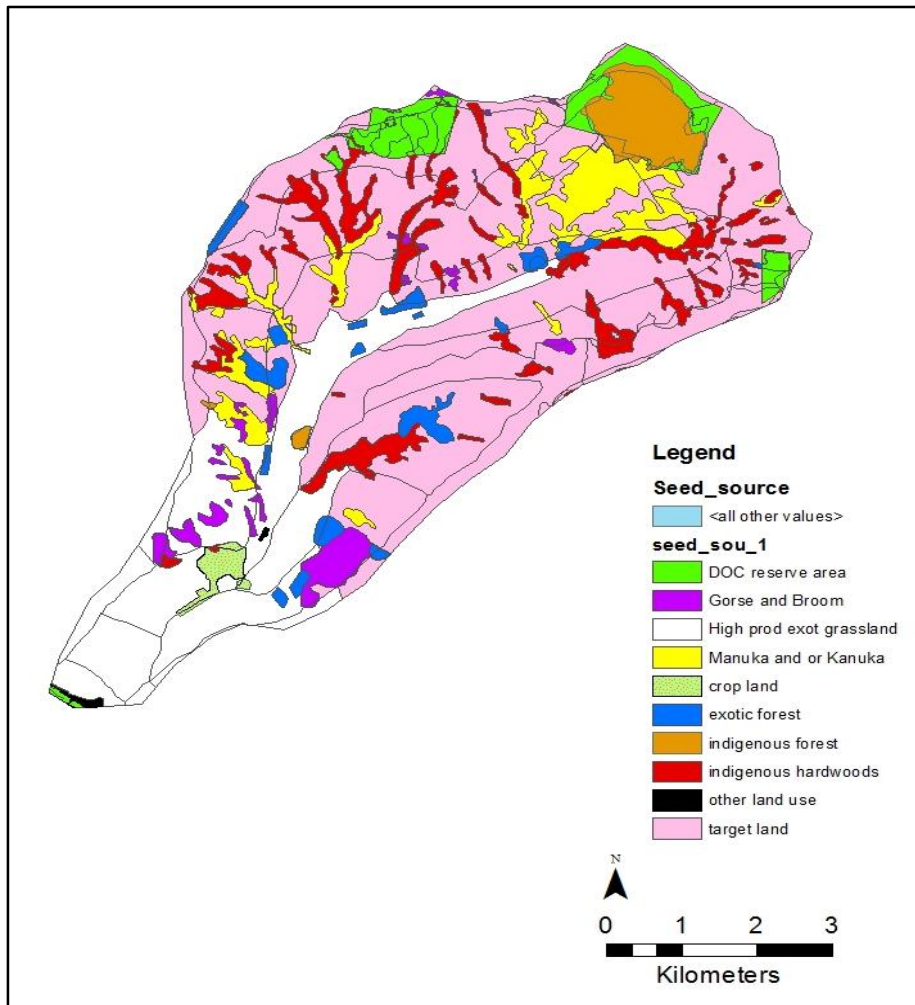 Legend
Seed_source
<all other values>
seed_sou_1
DOC reserve area
Gorse and Broom
High prod exot grassland
Manuka and or Kanuka
crop land
exotic forest
indigenous forest
indigenous hardwoods
other land use
target land
N
0 1 2 3
Kilometers